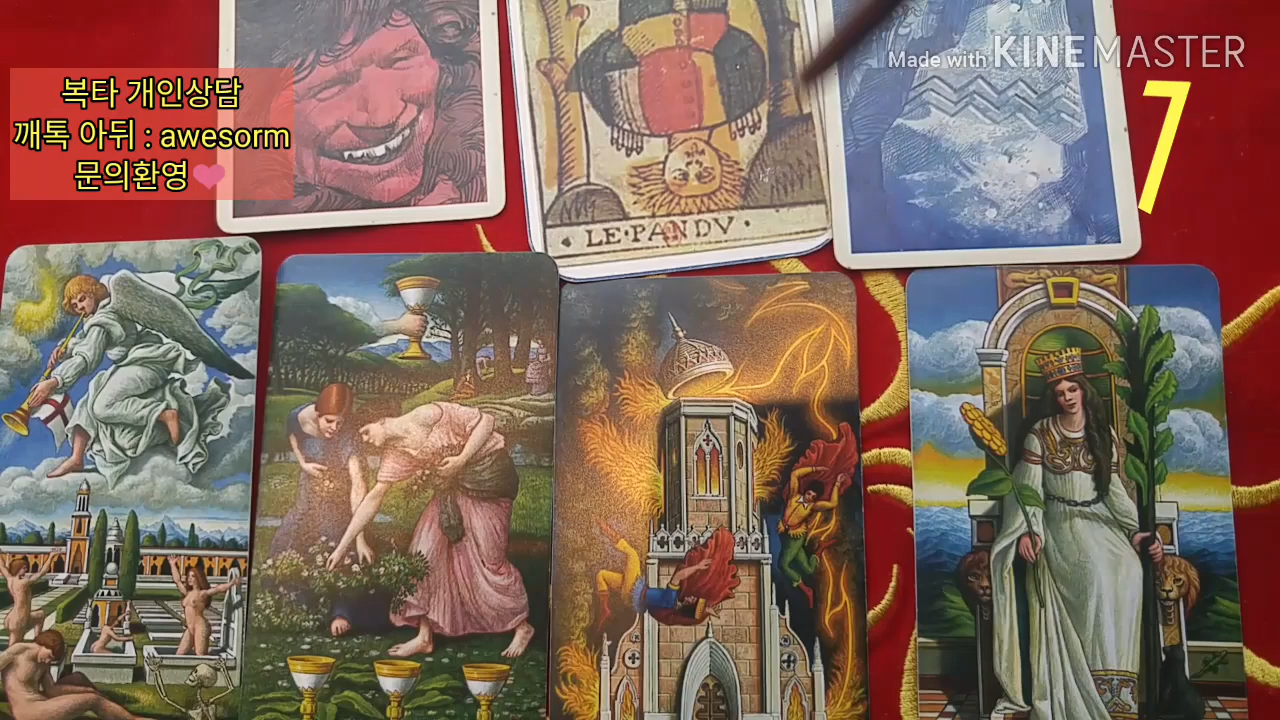 Made with KINEMASTER
복타 개인상담
깨톡 아뒤 : awesorm
문의환영
7
• LE•PANDV •